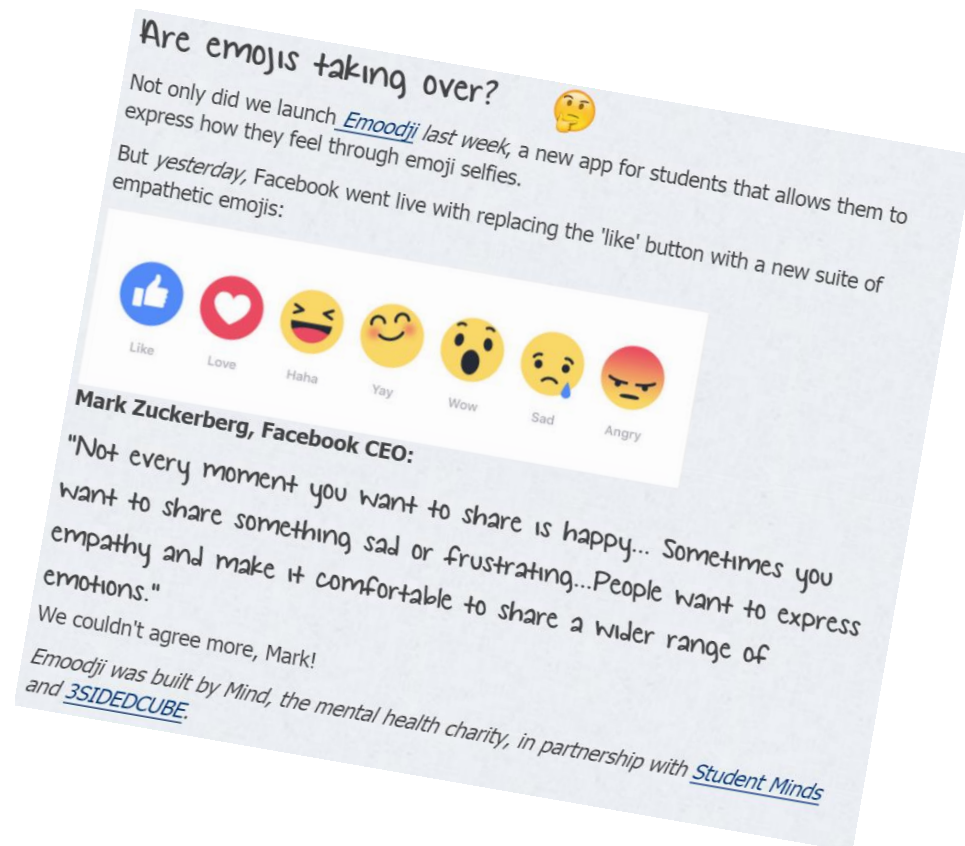 Are emojis taking over? 🤔
Not only did we launch Emoodji last week, a new app for students that allows them to
express how they feel through emoji selfies.
But yesterday, Facebook went live with replacing the 'like' button with a new suite of
empathetic emojis:
Like Love Haha Yay Wow Sad Angry
Mark Zuckerberg, Facebook CEO:
"Not every moment you want to share is happy... Sometimes you
want to share something sad or frustrating...People want to express
empathy and make it comfortable to share a wider range of
emotions."
We couldn't agree more, Mark!
Emoodji was built by Mind, the mental health charity, in partnership with Student Minds
and 3SIDEDCUBE.